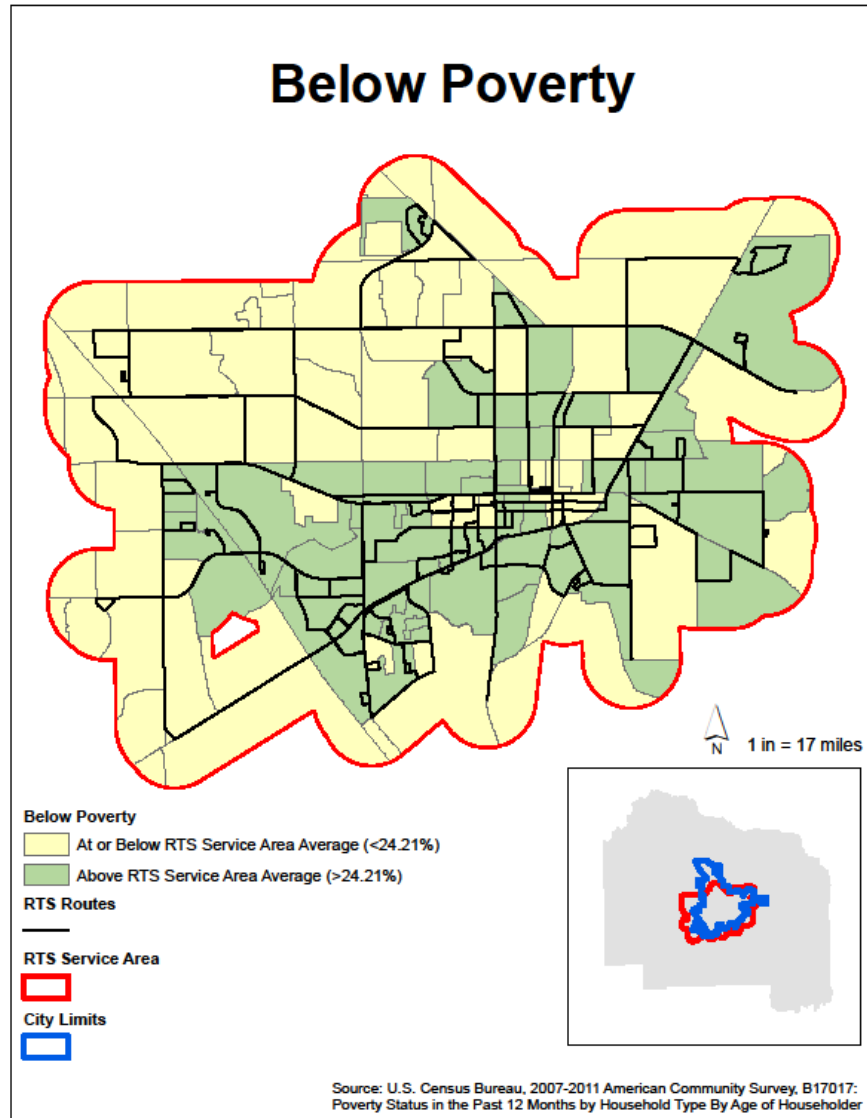 Below Poverty
N
1 in = 17 miles
Below Poverty
At or Below RTS Service Area Average (<24.21%)
Above RTS Service Area Average (>24.21%)
RTS Routes
RTS Service Area
City Limits
Source: U.S. Census Bureau, 2007-2011 American Community Survey, B17017:
Poverty Status in the Past 12 Months by Household Type By Age of Householder